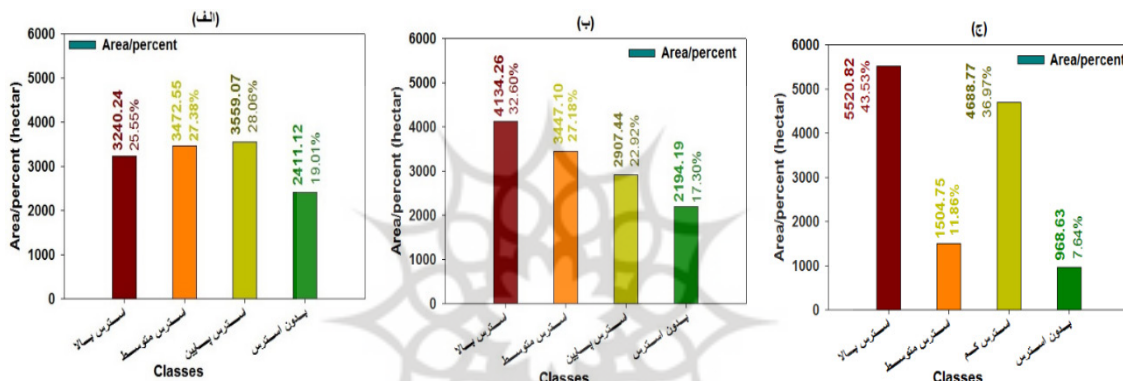 (الف)
Area/percent
Area/percent (hectar)
6000
5000
4000
3000
2000
1000
0
3240.24
25.55%
3472.55
27.38%
3559.07
28.06%
2411.12
19.01%
استرس بالا
استرس متوسط
استرس پایین
بدون استرس
Classes
(ب)
Area/percent
Area/percent (hectar)
6000
5000
4000
3000
2000
1000
0
4134.26
32.60%
3447.10
27.18%
2907.44
22.92%
2194.19
17.30%
استرس بالا
استرس متوسط
استرس پایین
بدون استرس
Classes
(ج)
Area/percent
Area/percent (hectar)
6000
5000
4000
3000
2000
1000
0
5520.82
43.53%
1504.75
11.86%
4688.77
36.97%
968.63
7.64%
استرس بالا
استرس متوسط
استرس کم
بدون استرس
Classes